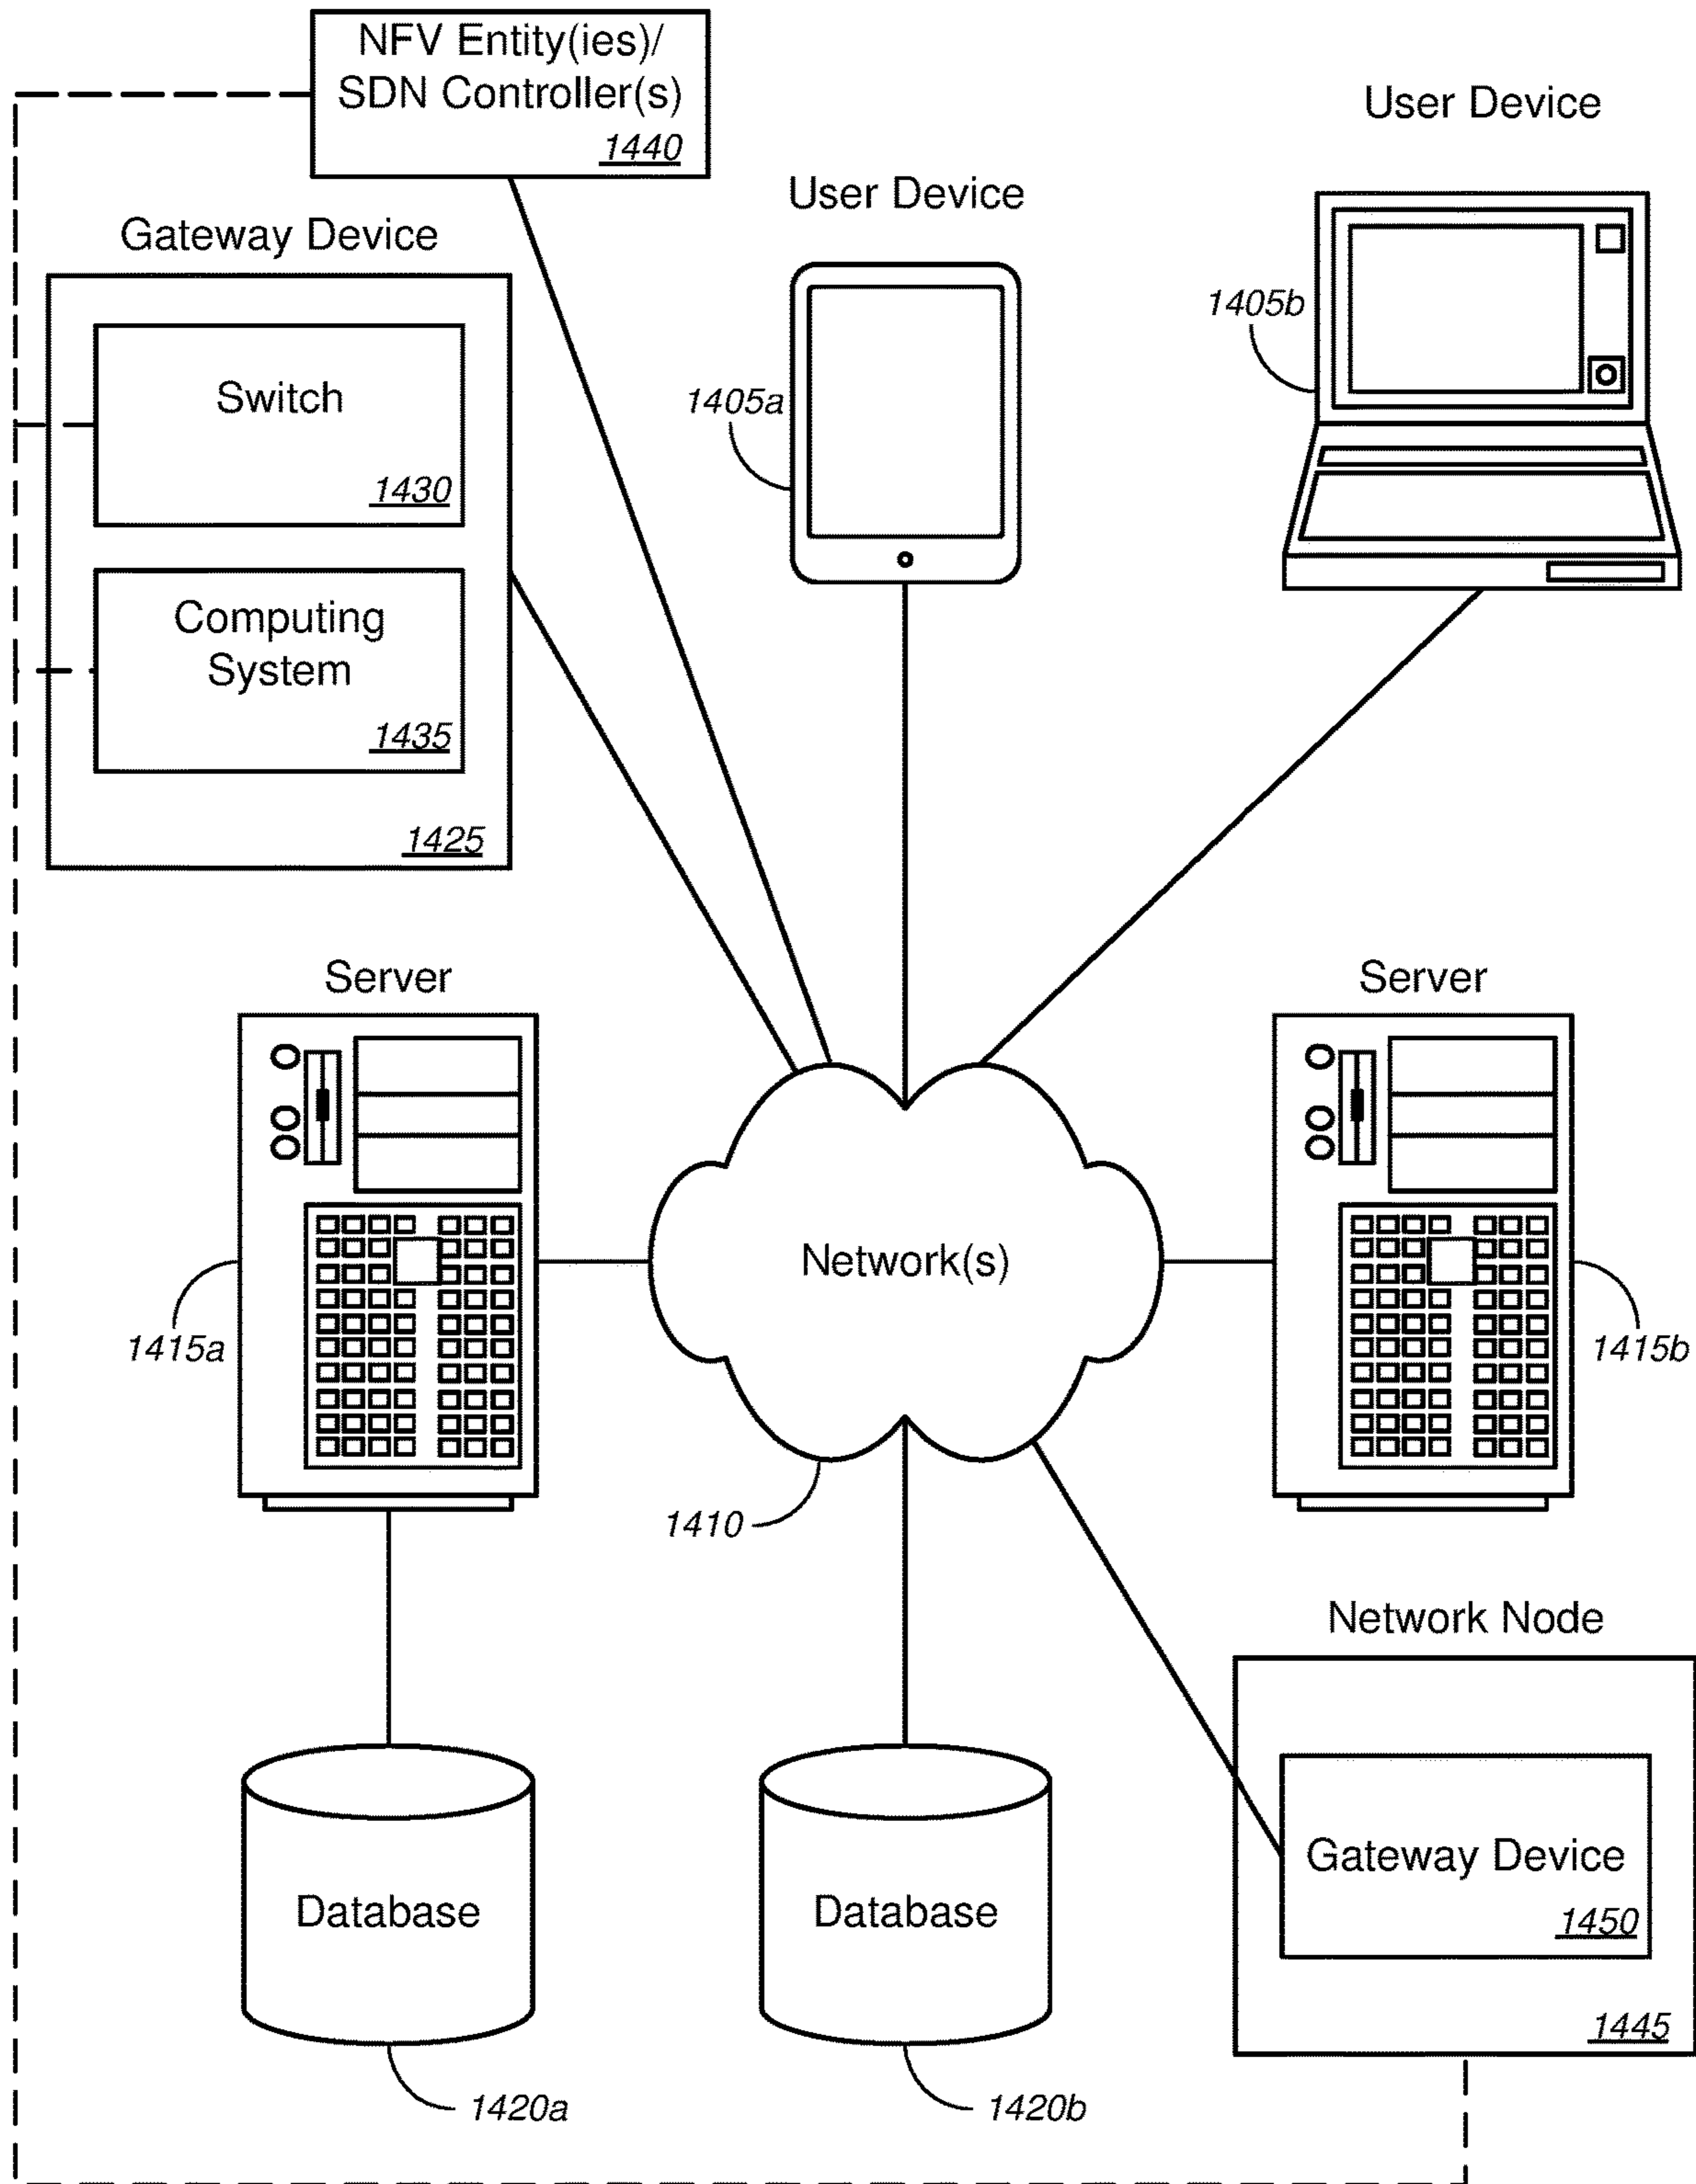 NFV Entity(ies)/
SDN Controller(s)
1440
User Device
User Device
Gateway Device
1405b
Switch
1405a
1430
Computing
System
1435
1425
Server
Server
Network(s)
1415a
1415b
1410
Network Node
Gateway Device
Database
Database
1450
1445
1420a
1420b